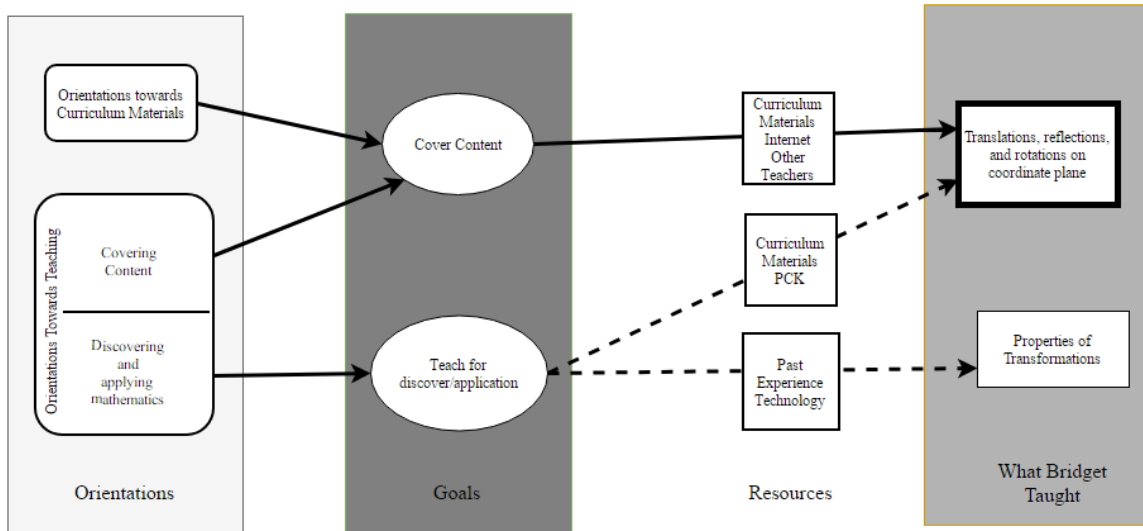 Orientations towards
Curriculum Materials
Orientations Towards Teaching
Covering
Content
Discovering
and
applying
mathematics
Orientations
Cover Content
Teach for
discover/application
Goals
Curriculum
Materials
Internet
Other
Teachers
Curriculum
Materials
PCK
Past
Experience
Technology
Resources
Translations, reflections,
and rotations on
coordinate plane
Properties of
Transformations
What Bridget
Taught